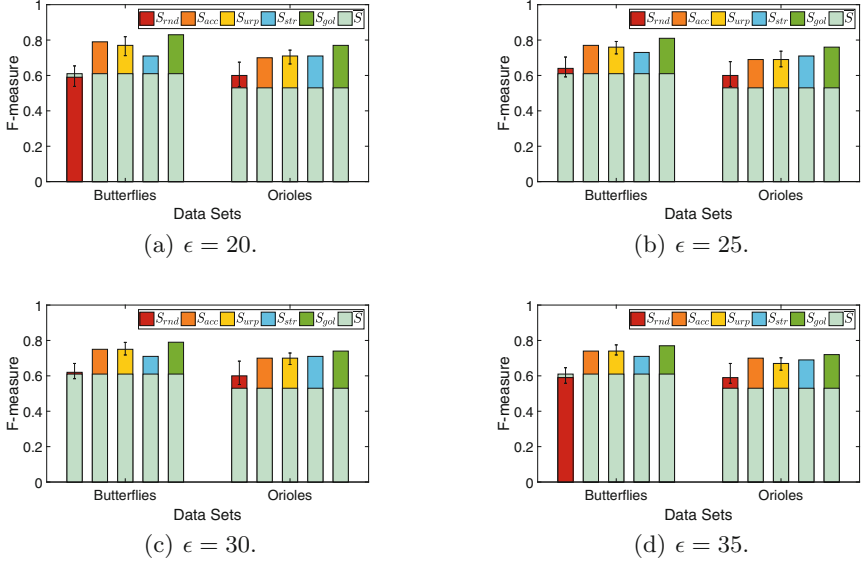 1
S_rnd S_acc S_urp S_str S_gol S̅
0.8
0.6
0.4
0.2
0
F-measure
Butterflies Orioles
Data Sets
(a) ϵ = 20.
1
S_rnd S_acc S_urp S_str S_gol S̅
0.8
0.6
0.4
0.2
0
F-measure
Butterflies Orioles
Data Sets
(b) ϵ = 25.
1
S_rnd S_acc S_urp S_str S_gol S̅
0.8
0.6
0.4
0.2
0
F-measure
Butterflies Orioles
Data Sets
(c) ϵ = 30.
1
S_rnd S_acc S_urp S_str S_gol S̅
0.8
0.6
0.4
0.2
0
F-measure
Butterflies Orioles
Data Sets
(d) ϵ = 35.